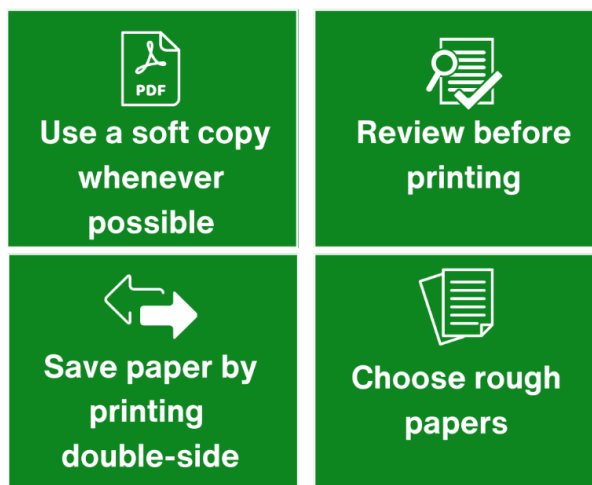 PDF
Use a soft copy
whenever
possible
Review before
printing
Save paper by
printing
double-side
Choose rough
papers